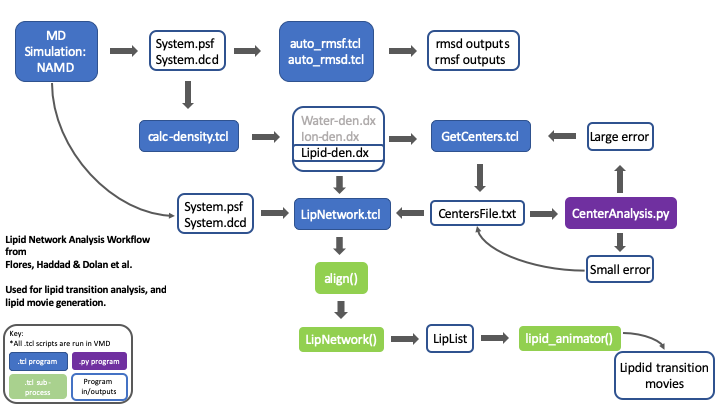 MD
Simulation:
NAMD
System.psf
System.dcd
auto_rmsf.tcl
auto_rmsd.tcl
rmsd outputs
rmsf outputs
calc-density.tcl
Water-den.dx
Ion-den.dx
Lipid-den.dx
GetCenters.tcl
Large error
System.psf
System.dcd
LipNetwork.tcl
CentersFile.txt
CenterAnalysis.py
Small error
Lipid Network Analysis Workflow
from
Flores, Haddad & Dolan et al.
Used for lipid transition analysis, and
lipid movie generation.
align()
LipNetwork()
LipList
lipid_animator()
Lipdid transition
movies
Key:
*All .tcl scripts are run in VMD
.tcl program
.py program
.tcl sub-
process
Program
in/outputs